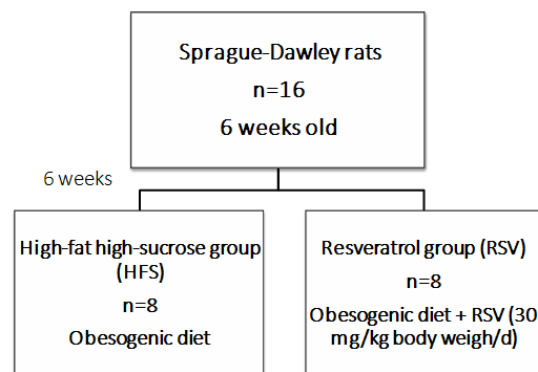 Sprague-Dawley rats
n=16
6 weeks old
6 weeks
High-fat high-sucrose group
(HFS)
n=8
Obesogenic diet
Resveratrol group (RSV)
n=8
Obesogenic diet + RSV (30
mg/kg body weigh/d)